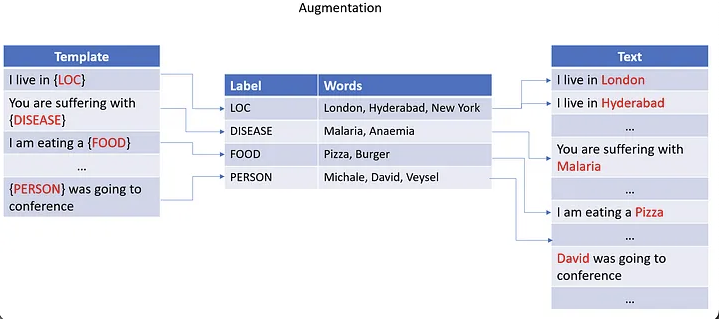 Augmentation
Template
I live in {LOC}
You are suffering with
{DISEASE}
I am eating a {FOOD}
...
{PERSON} was going to
conference
Label Words
LOC London, Hyderabad, New York
DISEASE Malaria, Anaemia
FOOD Pizza, Burger
PERSON Michale, David, Veysel
Text
I live in London
I live in Hyderabad
...
You are suffering with
Malaria
...
I am eating a Pizza
...
David was going to
conference
...